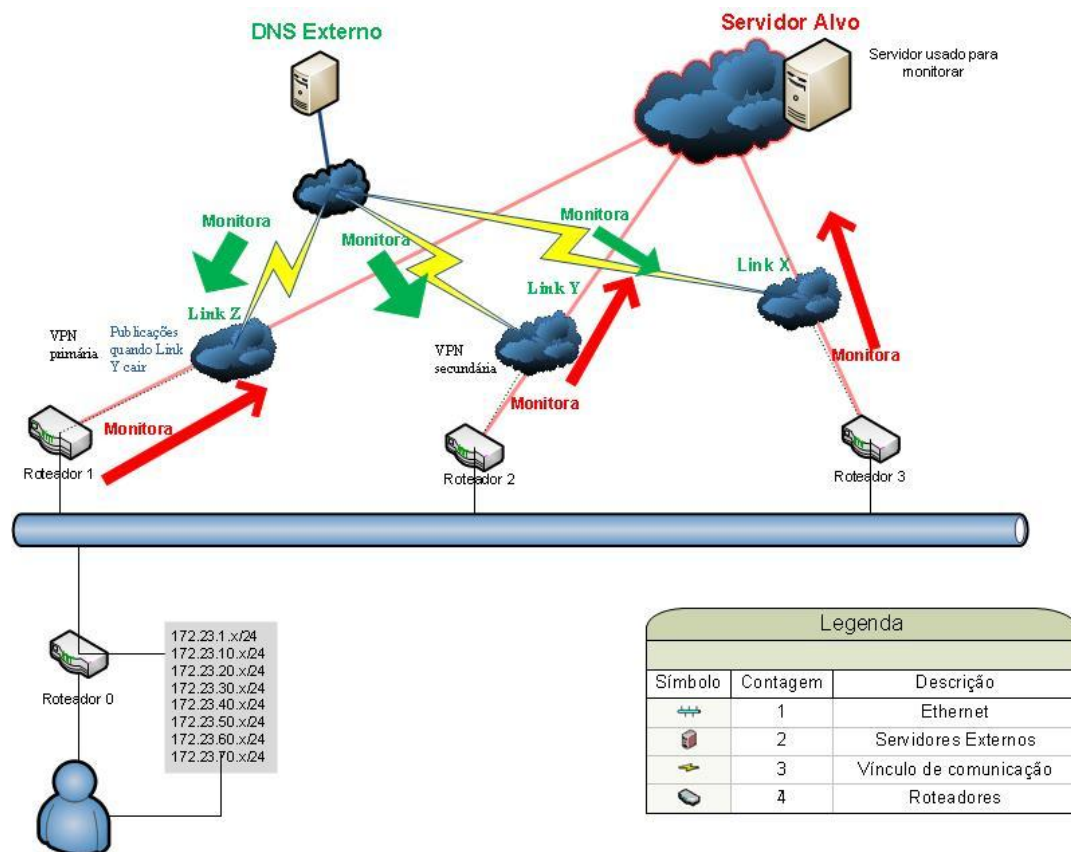 DNS Externo
Servidor Alvo
Servidor usado para
monitorar
Monitora
Monitora
Monitora
Link X
Link Y
Link Z
VPN
primária
Publicações
quando Link
Y cair
VPN
secundária
Monitora
Monitora
Monitora
Roteador 1
Roteador 2
Roteador 3
172.23.1.x/24
172.23.10.x/24
172.23.20.x/24
172.23.30.x/24
172.23.40.x/24
172.23.50.x/24
172.23.60.x/24
172.23.70.x/24
Roteador 0
Legenda
Símbolo Contagem Descrição
1 Ethernet
2 Servidores Externos
3 Vínculo de comunicação
4 Roteadores